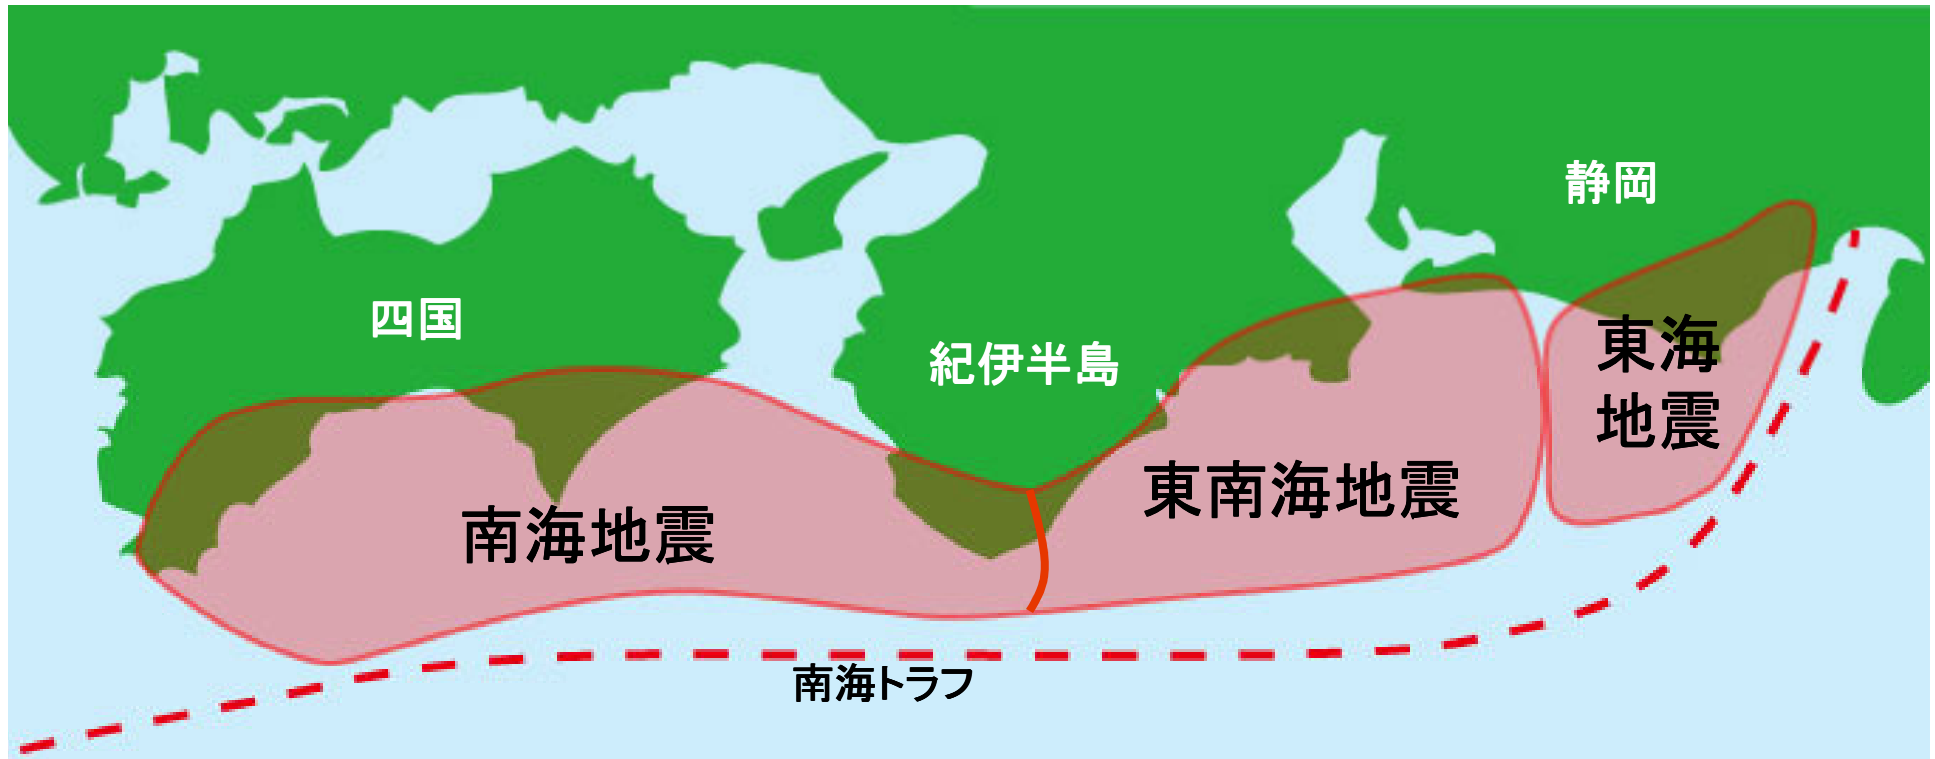 静岡
四国
紀伊半島
東海
地震
東南海地震
南海地震
南海トラフ